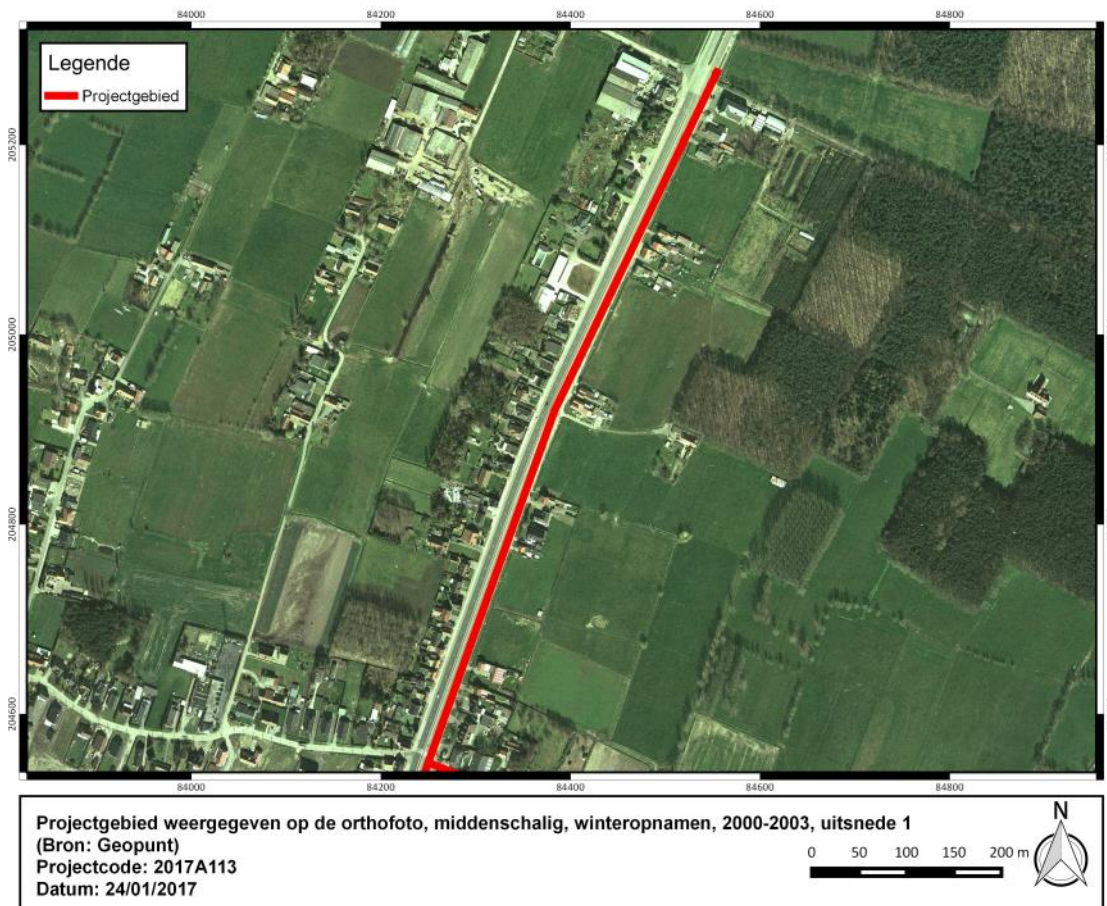 84000 84200 84400 84600 84800
Legende
Projectgebied
205200
205000
204800
204600
84000 84200 84400 84600 84800
Projectgebied weergegeven op de orthofoto, middenschalig, winteropnamen, 2000-2003, uitsnede 1
(Bron: Geopunt)
Projectcode: 2017A113
Datum: 24/01/2017
0 50 100 150 200 m
N